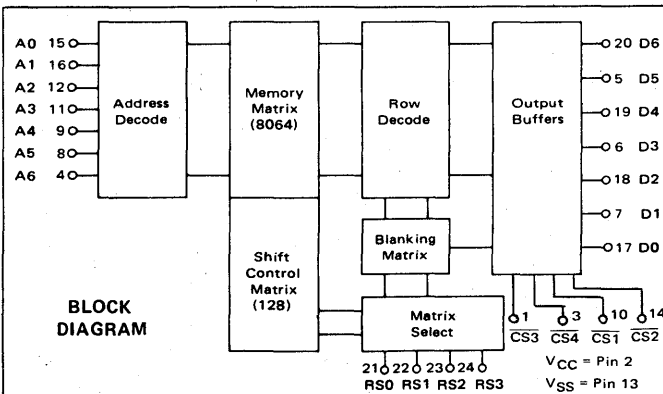 A0 15
A1 16
A2 12
A3 11
A4 9
A5 8
A6 4
Address
Decode
Memory
Matrix
(8064)
Shift
Control
Matrix
(128)
Row
Decode
Blanking
Matrix
Matrix
Select
Output
Buffers
20 D6
5 D5
19 D4
6 D3
18 D2
7 D1
17 D0
1 3 10 14
CS3 CS4 CS1 CS2
21 22 23 24
RS0 RS1 RS2 RS3
VCC = Pin 2
VSS = Pin 13
BLOCK
DIAGRAM